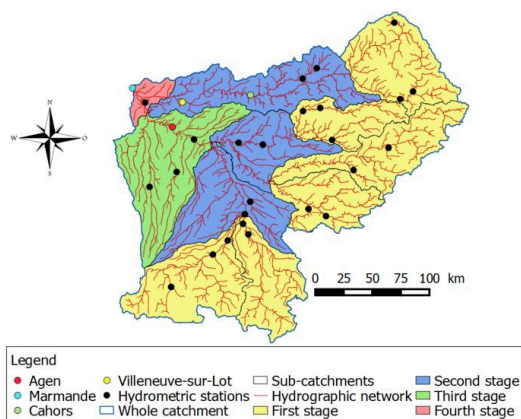 N
W O
S
0 25 50 75 100 km
Legend
Agen Villeneuve-sur-Lot Sub-catchments Second stage
Marmande Hydrometric stations Hydrographic network Third stage
Cahors Whole catchment First stage Fourth stage